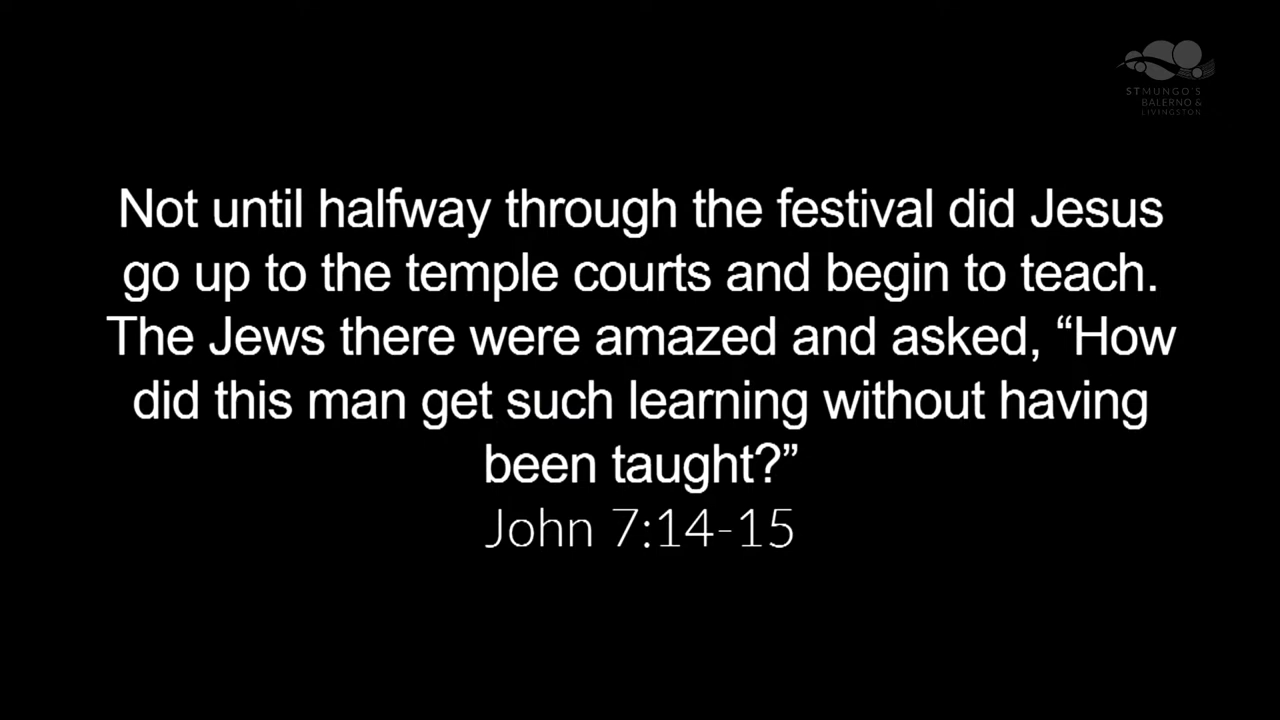 STMUNGO'S
BALERNO &
LIVINGSTON
Not until halfway through the festival did Jesus
go up to the temple courts and begin to teach.
The Jews there were amazed and asked, “How
did this man get such learning without having
been taught?”
John 7:14-15